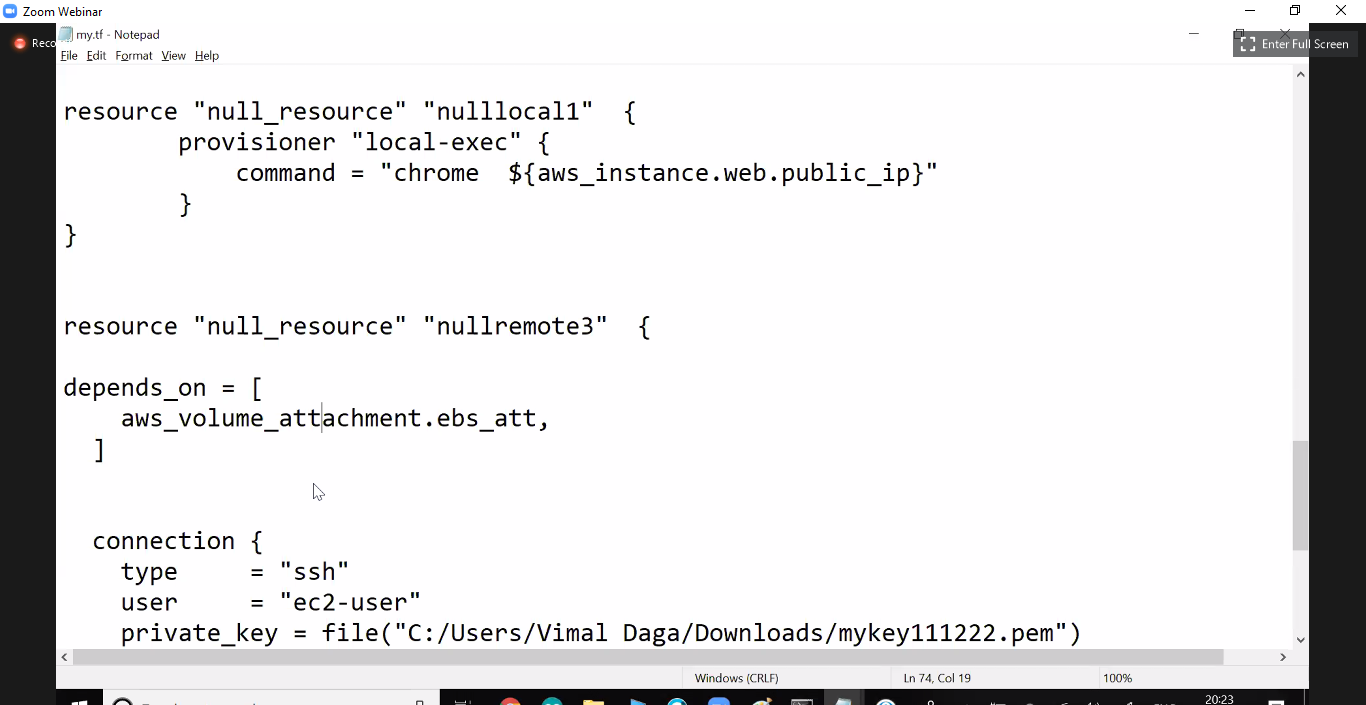 Zoom Webinar
Reco
my.tf - Notepad
Enter Full Screen
File Edit Format View Help
resource "null_resource" "nulllocal1"  {
        provisioner "local-exec" {
            command = "chrome  ${aws_instance.web.public_ip}"
        }
}
resource "null_resource" "nullremote3"  {
depends_on = [
    aws_volume_attachment.ebs_att,
  ]
  connection {
    type     = "ssh"
    user     = "ec2-user"
    private_key = file("C:/Users/Vimal Daga/Downloads/mykey111222.pem")
Windows (CRLF) Ln 74, Col 19 100%
20:23